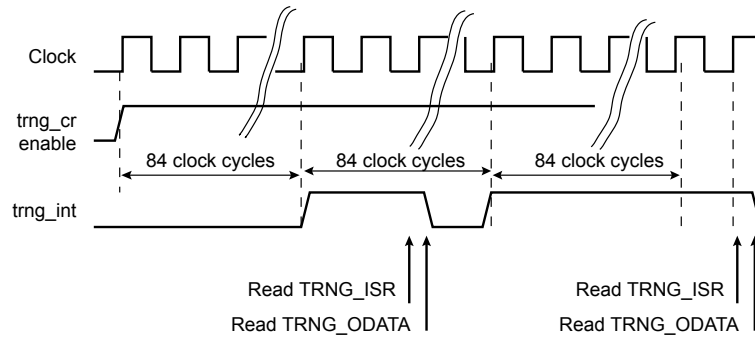 Clock
trng_cr
enable
84 clock cycles
84 clock cycles
84 clock cycles
trng_int
Read TRNG_ISR
Read TRNG_ISR
Read TRNG_ODATA
Read TRNG_ODATA